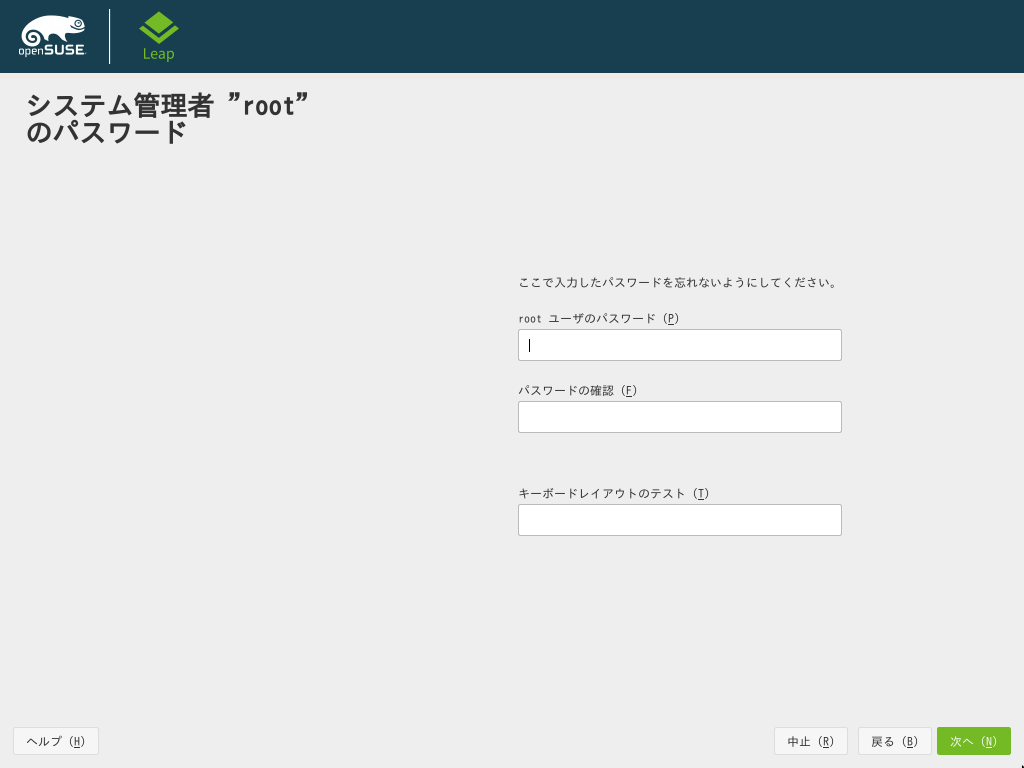 openSUSE
Leap
システム管理者 ”root”
のパスワード
ここで入力したパスワードを忘れないようにしてください。
root ユーザのパスワード (P)
パスワードの確認 (F)
キーボードレイアウトのテスト (T)
ヘルプ (H)
中止 (R)
戻る (B)
次へ (N)